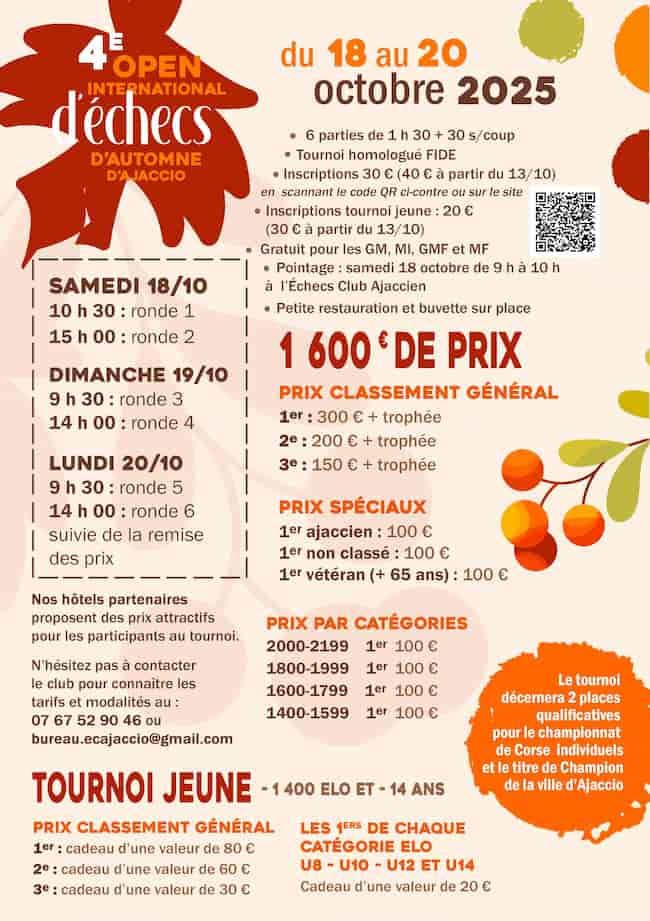 4E OPEN
INTERNATIONAL
d'échecs
D'AUTOMNE
D'AJACCIO
du 18 au 20
octobre 2025
• 6 parties de 1 h 30 + 30 s/coup
• Tournoi homologué FIDE
• Inscriptions 30 € (40 € à partir du 13/10)
en scannant le code QR ci-contre ou sur le site
• Inscriptions tournoi jeune : 20 €
(30 € à partir du 13/10)
• Gratuit pour les GM, MI, GMF et MF
• Pointage : samedi 18 octobre de 9 h à 10 h
à l'Échecs Club Ajaccien
• Petite restauration et buvette sur place
SAMEDI 18/10
10 h 30 : ronde 1
15 h 00 : ronde 2
DIMANCHE 19/10
9 h 30 : ronde 3
14 h 00 : ronde 4
LUNDI 20/10
9 h 30 : ronde 5
14 h 00 : ronde 6
suivie de la remise
des prix
1 600 € DE PRIX
PRIX CLASSEMENT GÉNÉRAL
1er : 300 € + trophée
2e : 200 € + trophée
3e : 150 € + trophée
PRIX SPÉCIAUX
1er ajaccien : 100 €
1er non classé : 100 €
1er vétéran (+ 65 ans) : 100 €
PRIX PAR CATÉGORIES
2000-2199 1er 100 €
1800-1999 1er 100 €
1600-1799 1er 100 €
1400-1599 1er 100 €
Nos hôtels partenaires
proposent des prix attractifs
pour les participants au tournoi.
N'hésitez pas à contacter
le club pour connaître les
tarifs et modalités au :
07 67 52 90 46 ou
bureau.ecajaccio@gmail.com
Le tournoi
décernera 2 places
qualificatives
pour le championnat
de Corse individuels
et le titre de Champion
de la ville d'Ajaccio
TOURNOI JEUNE - 1 400 ELO ET - 14 ANS
PRIX CLASSEMENT GÉNÉRAL
1er : cadeau d'une valeur de 80 €
2e : cadeau d'une valeur de 60 €
3e : cadeau d'une valeur de 30 €
LES 1ERS DE CHAQUE
CATÉGORIE ELO
U8 - U10 - U12 ET U14
Cadeau d'une valeur de 20 €